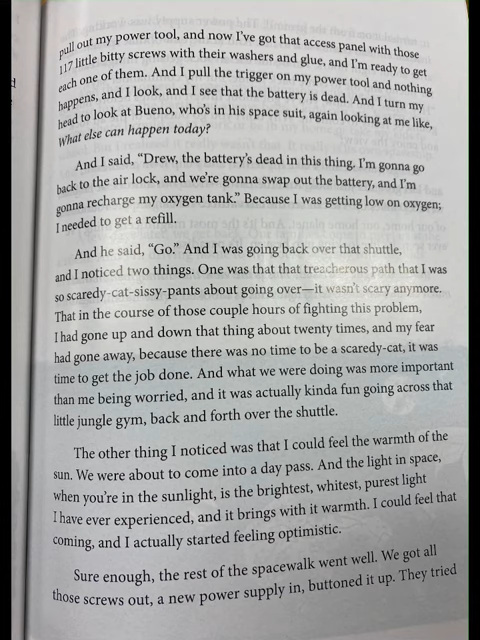 pull out my power tool, and now I've got that access panel with those
117 little bitty screws with their washers and glue, and I'm ready to get
each one of them. And I pull the trigger on my power tool and nothing
happens, and I look, and I see that the battery is dead. And I turn my
head to look at Bueno, who's in his space suit, again looking at me like,
What else can happen today?
And I said, “Drew, the battery's dead in this thing. I'm gonna go
back to the air lock, and we're gonna swap out the battery, and I'm
gonna recharge my oxygen tank.” Because I was getting low on oxygen;
I needed to get a refill.
And he said, “Go.” And I was going back over that shuttle,
and I noticed two things. One was that that treacherous path that I was
so scaredy-cat-sissy-pants about going over—it wasn't scary anymore.
That in the course of those couple hours of fighting this problem,
I had gone up and down that thing about twenty times, and my fear
had gone away, because there was no time to be a scaredy-cat, it was
time to get the job done. And what we were doing was more important
than me being worried, and it was actually kinda fun going across that
little jungle gym, back and forth over the shuttle.
The other thing I noticed was that I could feel the warmth of the
sun. We were about to come into a day pass. And the light in space,
when you're in the sunlight, is the brightest, whitest, purest light
I have ever experienced, and it brings with it warmth. I could feel that
coming, and I actually started feeling optimistic.
Sure enough, the rest of the spacewalk went well. We got all
those screws out, a new power supply in, buttoned it up. They tried